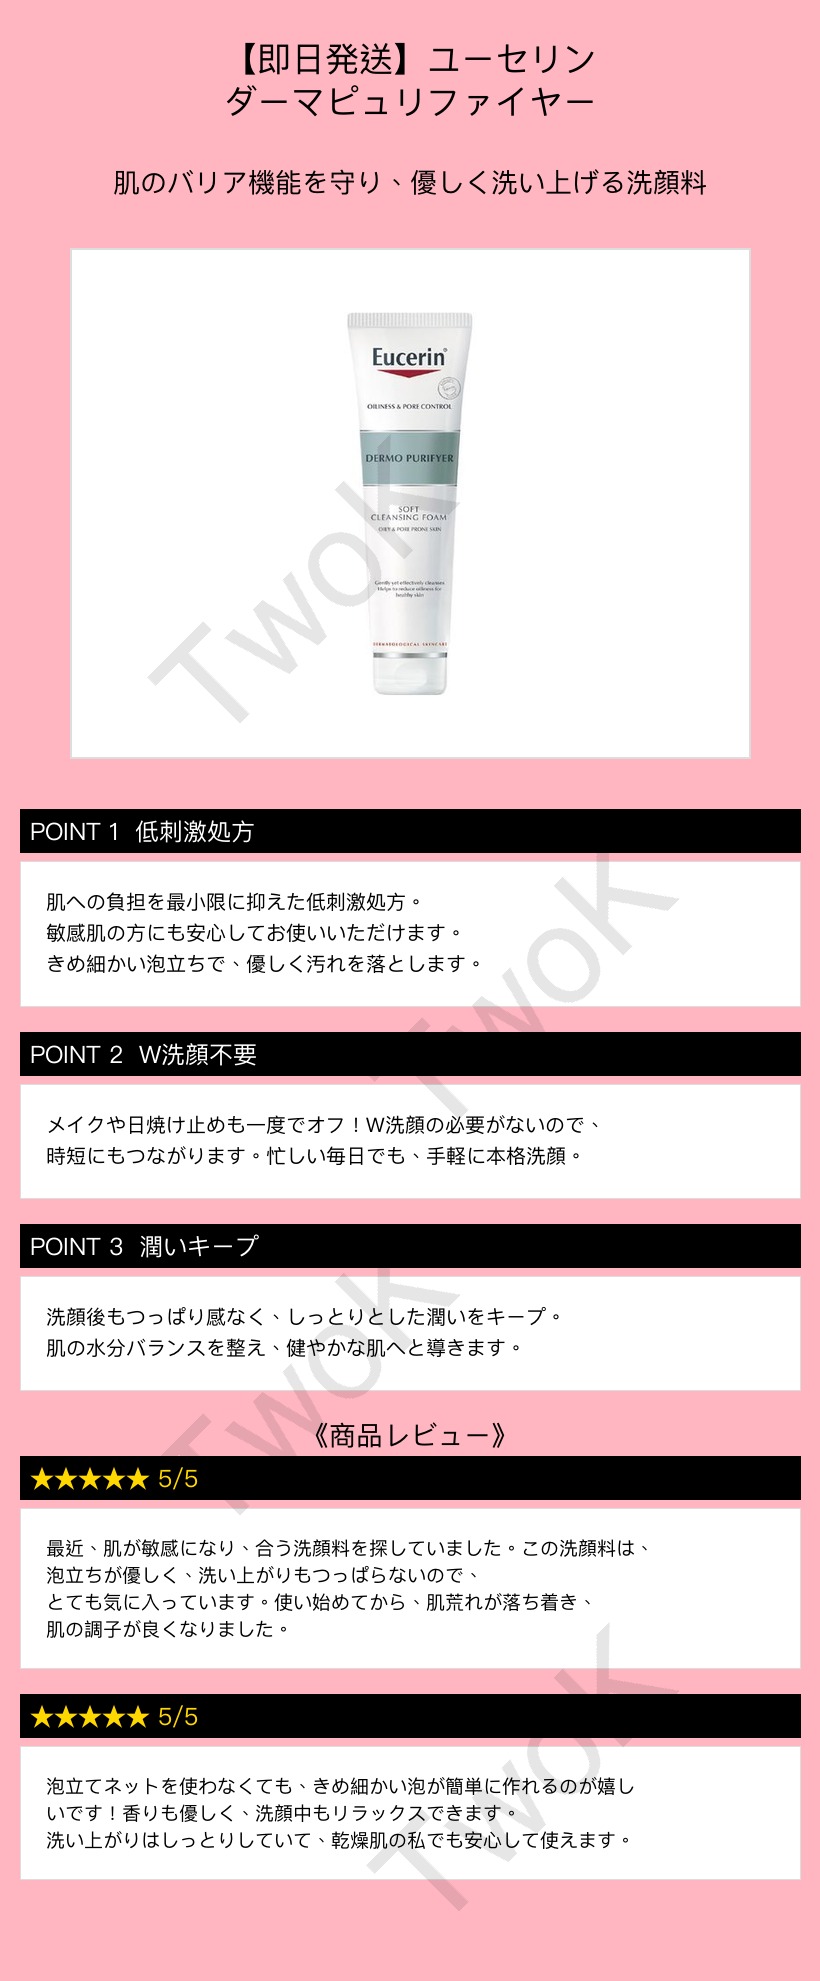 【即日発送】ユーセリン
ダーマピュリファイヤー
肌のバリア機能を守り、優しく洗い上げる洗顔料
Eucerin®
OILINESS & PORE CONTROL
DERMO PURIFYER
SOFT
CLEANSING FOAM
OILY & PORE PRONE SKIN
Gently yet effectively cleanses
Helps to reduce oiliness for
healthy skin
DERMATOLOGICAL SKINCARE
TwoK
POINT 1 低刺激処方
肌への負担を最小限に抑えた低刺激処方。
敏感肌の方にも安心してお使いいただけます。
きめ細かい泡立ちで、優しく汚れを落とします。
TwoK
POINT 2 W洗顔不要
メイクや日焼け止めも一度でオフ！W洗顔の必要がないので、
時短にもつながります。忙しい毎日でも、手軽に本格洗顔。
POINT 3 潤いキープ
洗顔後もつっぱり感なく、しっとりとした潤いをキープ。
肌の水分バランスを整え、健やかな肌へと導きます。
TwoK
《商品レビュー》
★★★★★ 5/5
最近、肌が敏感になり、合う洗顔料を探していました。この洗顔料は、
泡立ちが優しく、洗い上がりもつっぱらないので、
とても気に入っています。使い始めてから、肌荒れが落ち着き、
肌の調子が良くなりました。
★★★★★ 5/5
泡立てネットを使わなくても、きめ細かい泡が簡単に作れるのが嬉し
いです！香りも優しく、洗顔中もリラックスできます。
洗い上がりはしっとりしていて、乾燥肌の私でも安心して使えます。
TwoK